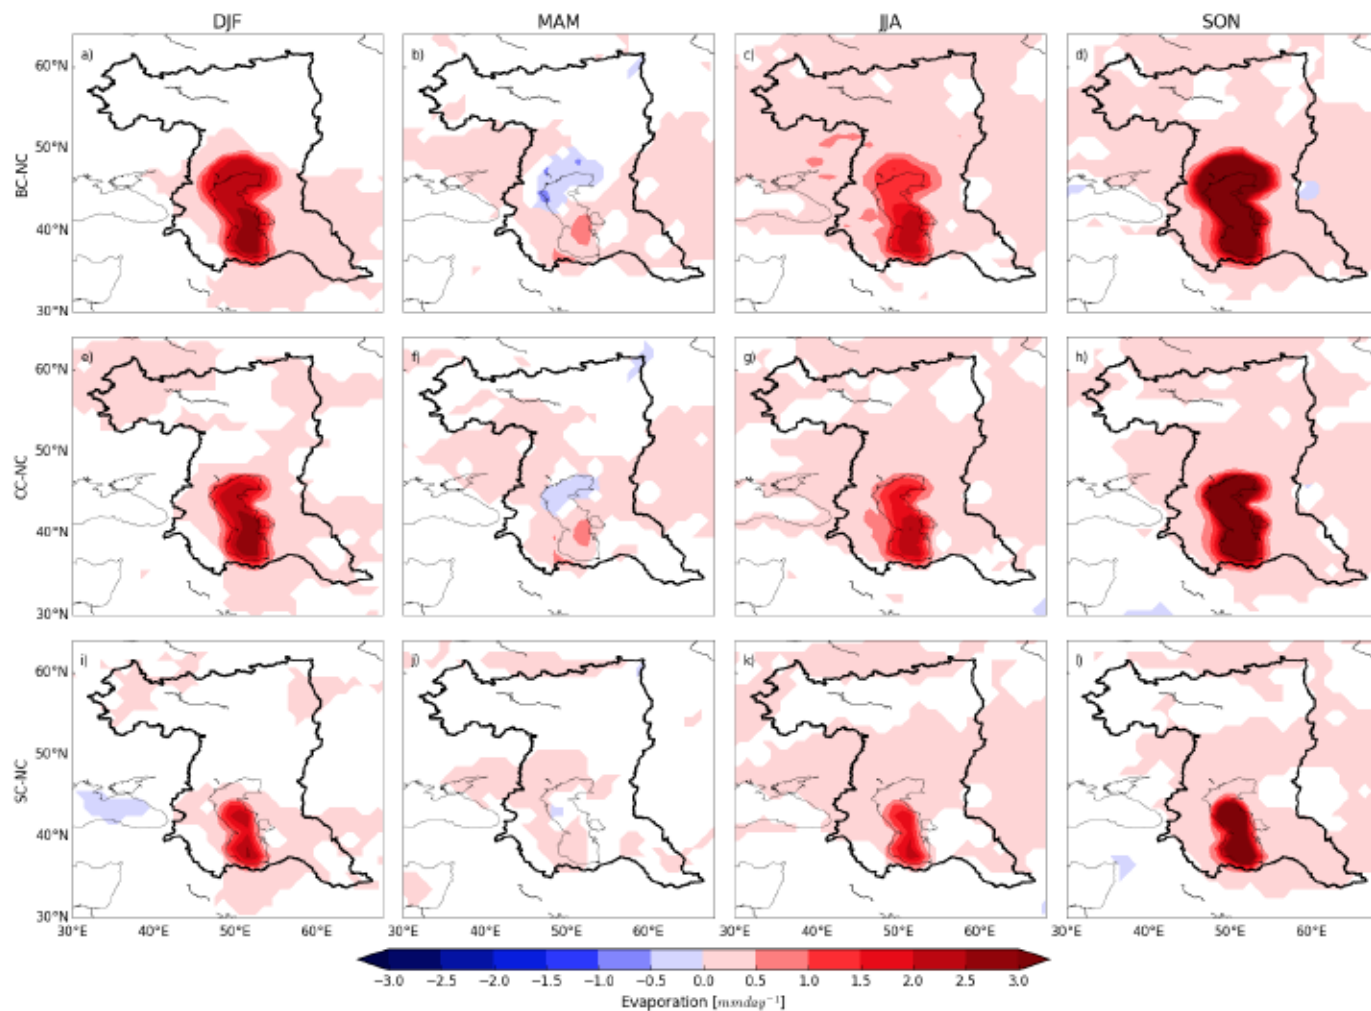 DJF MAM JJA SON
a) b) c) d)
60°N
50°N
BC-NC
40°N
30°N
e) f) g) h)
60°N
50°N
CC-NC
40°N
30°N
i) j) k) l)
60°N
50°N
SC-NC
40°N
30°N
30°E 40°E 50°E 60°E 30°E 40°E 50°E 60°E 30°E 40°E 50°E 60°E 30°E 40°E 50°E 60°E
−3.0 −2.5 −2.0 −1.5 −1.0 −0.5 0.0 0.5 1.0 1.5 2.0 2.5 3.0
Evaporation [mmday⁻¹]